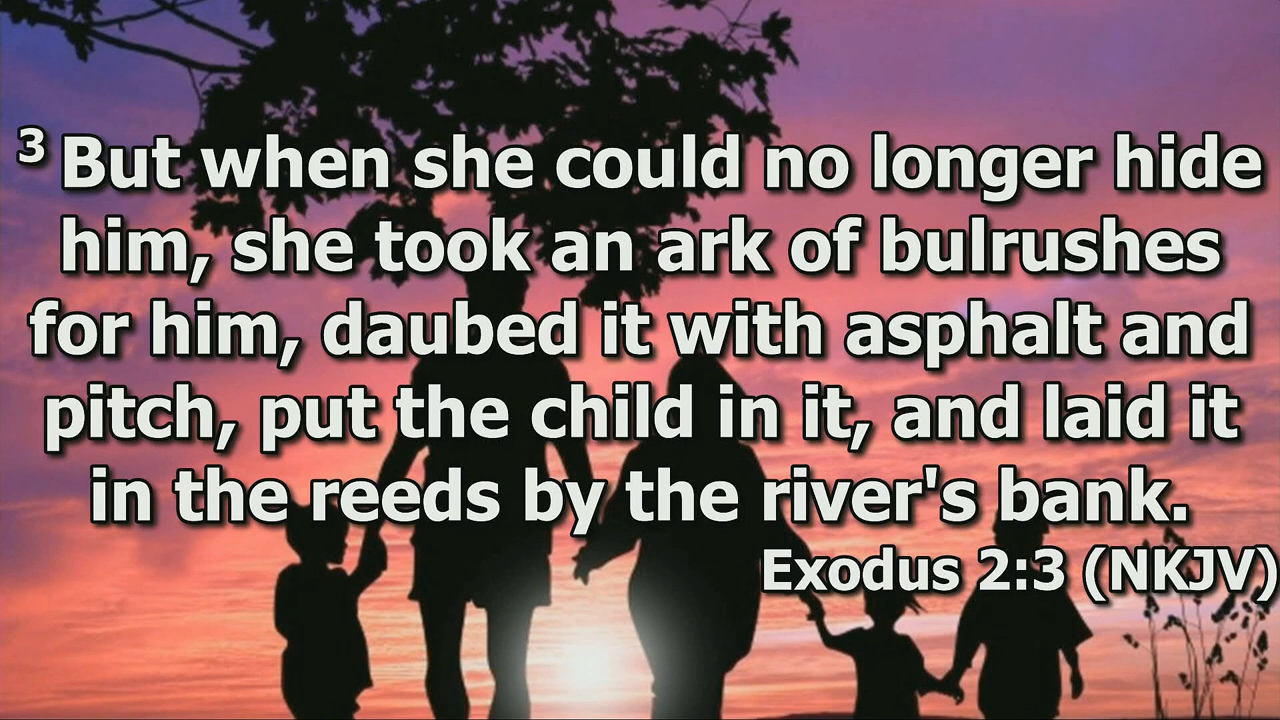 3 But when she could no longer hide
him, she took an ark of bulrushes
for him, daubed it with asphalt and
pitch, put the child in it, and laid it
in the reeds by the river's bank.
Exodus 2:3 (NKJV)